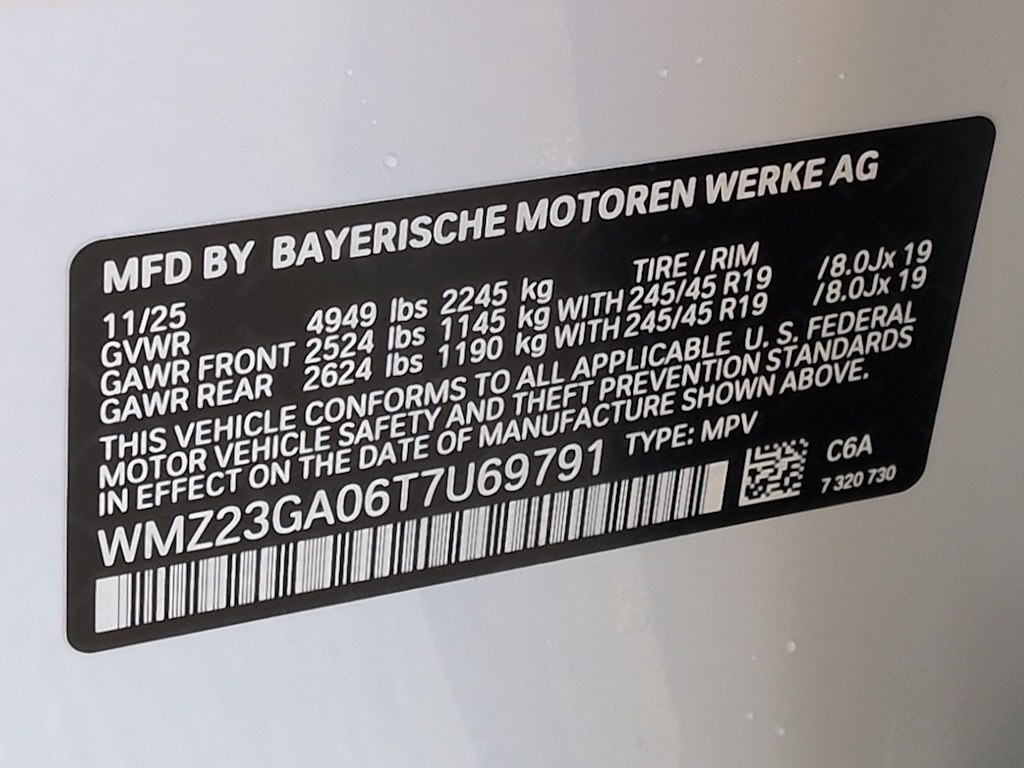 MFD BY BAYERISCHE MOTOREN WERKE AG
11/25 TIRE / RIM
GVWR 4949 lbs 2245 kg
GAWR FRONT 2524 lbs 1145 kg WITH 245/45 R19 /8.0Jx 19
GAWR REAR 2624 lbs 1190 kg WITH 245/45 R19 /8.0Jx 19
THIS VEHICLE CONFORMS TO ALL APPLICABLE U. S. FEDERAL
MOTOR VEHICLE SAFETY AND THEFT PREVENTION STANDARDS
IN EFFECT ON THE DATE OF MANUFACTURE SHOWN ABOVE.
WMZ23GA06T7U69791 TYPE: MPV
C6A
7 320 730